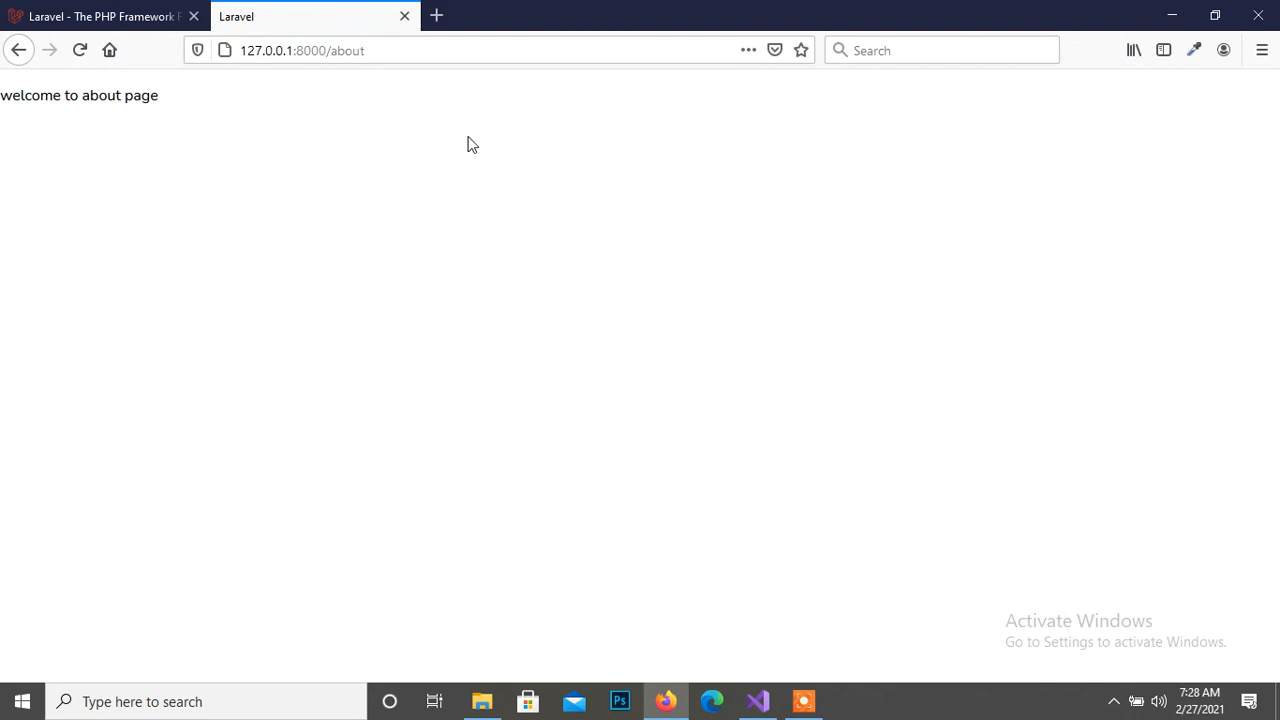 Laravel - The PHP Framework F
Laravel
127.0.0.1:8000/about
Search
welcome to about page
Activate Windows
Go to Settings to activate Windows.
Type here to search
Ps
7:28 AM
2/27/2021